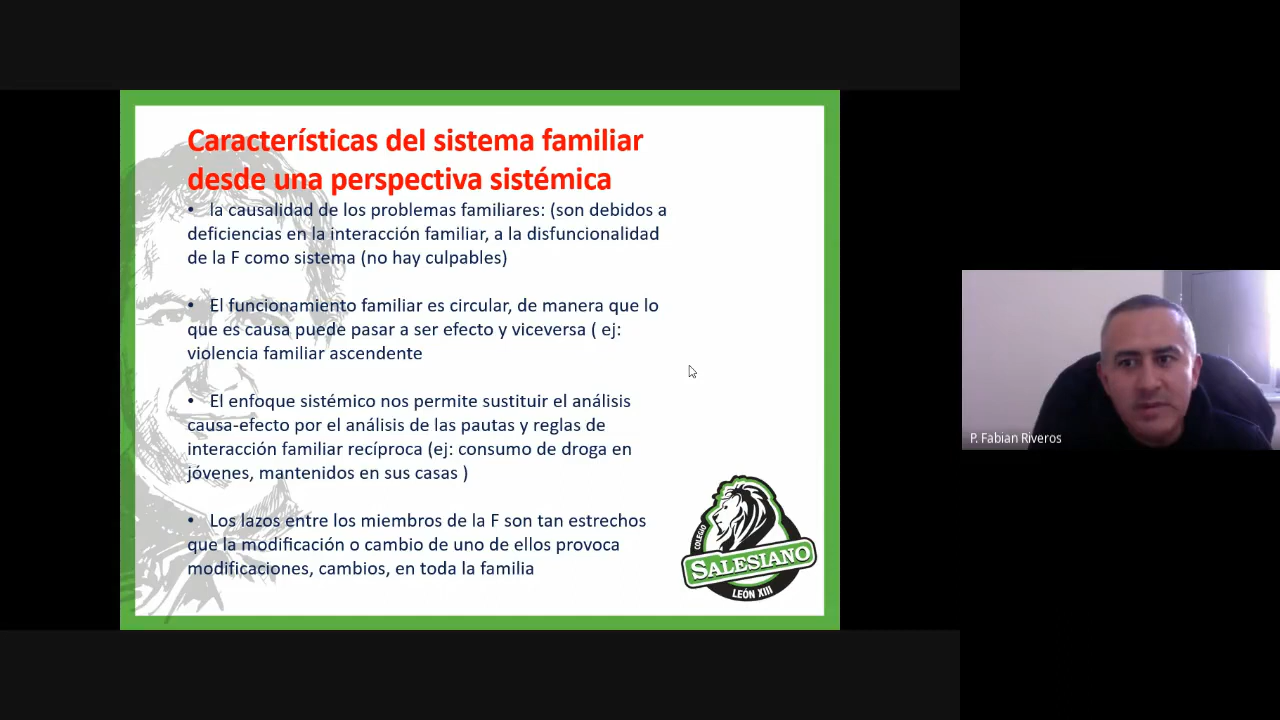 Características del sistema familiar
desde una perspectiva sistémica
• la causalidad de los problemas familiares: (son debidos a
deficiencias en la interacción familiar, a la disfuncionalidad
de la F como sistema (no hay culpables)
• El funcionamiento familiar es circular, de manera que lo
que es causa puede pasar a ser efecto y viceversa ( ej:
violencia familiar ascendente
• El enfoque sistémico nos permite sustituir el análisis
causa-efecto por el análisis de las pautas y reglas de
interacción familiar recíproca (ej: consumo de droga en
jóvenes, mantenidos en sus casas )
• Los lazos entre los miembros de la F son tan estrechos
que la modificación o cambio de uno de ellos provoca
modificaciones, cambios, en toda la familia
COLEGIO
SALESIANO
LEÓN XIII
P. Fabian Riveros